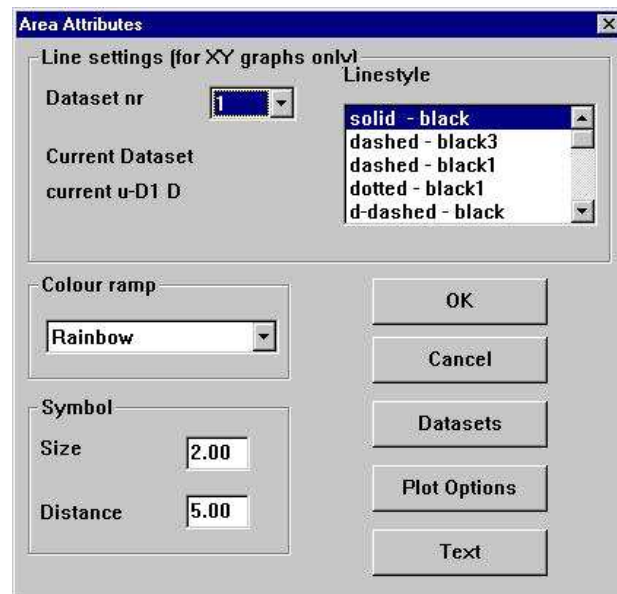 Area Attributes
Line settings (for XY graphs only)
Linestyle
Dataset nr
1
solid - black
dashed - black3
dashed - black1
dotted - black1
d-dashed - black
Current Dataset
current u-D1 D
Colour ramp
Rainbow
OK
Cancel
Symbol
Size
2.00
Distance
5.00
Datasets
Plot Options
Text